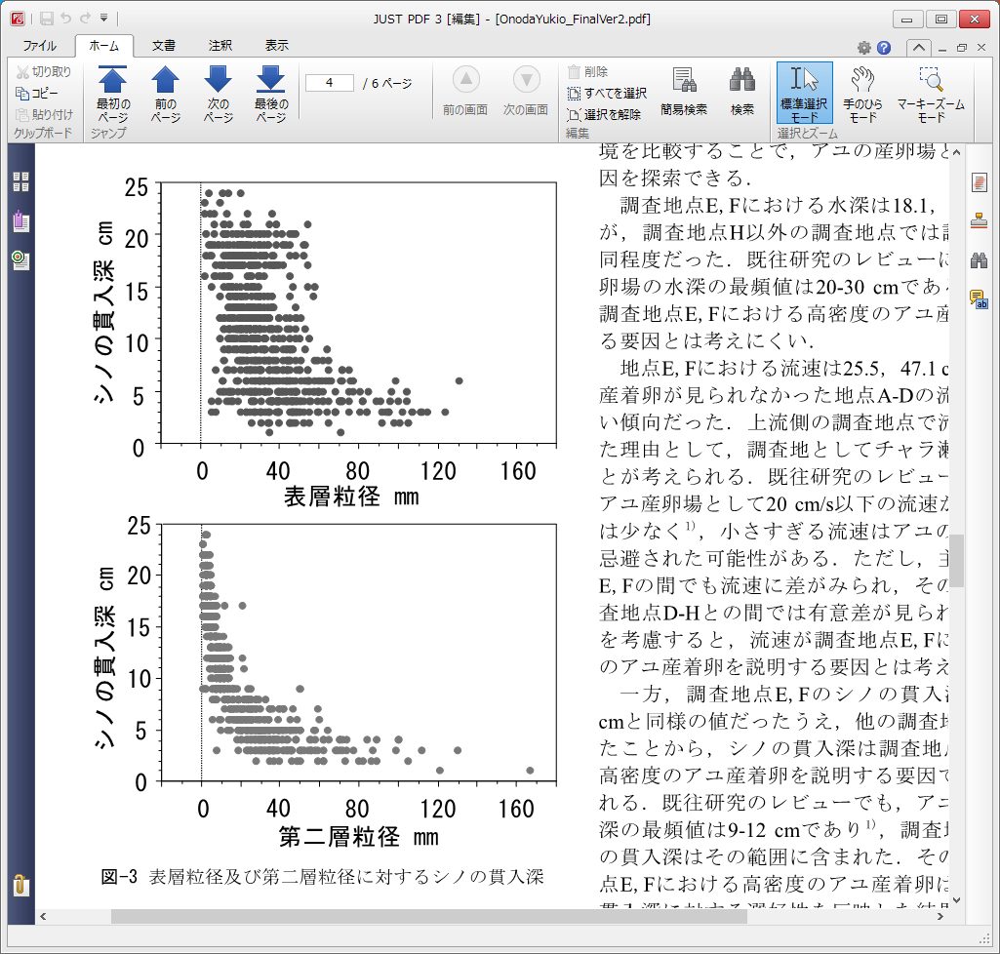 JUST PDF 3 [編集] - [OnodaYukio_FinalVer2.pdf]
ファイル ホーム 文書 注釈 表示
切り取り
コピー
貼り付け
クリップボード
最初の
ページ
前の
ページ
次の
ページ
最後の
ページ
ジャンプ
4 / 6 ページ
前の画面
次の画面
削除
すべてを選択
選択を解除
編集
簡易検索
検索
標準選択
モード
手のひら
モード
マーキーズーム
モード
選択とズーム
25
20
15
10
5
0
シノの貫入深 cm
0 40 80 120 160
表層粒径 mm
25
20
15
10
5
0
シノの貫入深 cm
0 40 80 120 160
第二層粒径 mm
図-3 表層粒径及び第二層粒径に対するシノの貫入深
境を比較することで，アユの産卵場と
因を探索できる．
調査地点E, Fにおける水深は18.1，
が，調査地点H以外の調査地点では
同程度だった．既往研究のレビューに
卵場の水深の最頻値は20-30 cmである
調査地点E, Fにおける高密度のアユ産
る要因とは考えにくい．
地点E, Fにおける流速は25.5，47.1 c
産着卵が見られなかった地点A-Dの流
い傾向だった．上流側の調査地点で流
た理由として，調査地としてチャラ瀬
とが考えられる．既往研究のレビュー
アユ産卵場として20 cm/s以下の流速が
は少なく1)，小さすぎる流速はアユの
忌避された可能性がある．ただし，主
E, Fの間でも流速に差がみられ，その
査地点D-Hとの間では有意差が見られ
を考慮すると，流速が調査地点E, Fに
のアユ産着卵を説明する要因とは考え
一方，調査地点E, Fのシノの貫入深
cmと同様の値だったうえ，他の調査地
たことから，シノの貫入深は調査地点
高密度のアユ産着卵を説明する要因で
れる．既往研究のレビューでも，アユ
深の最頻値は9-12 cmであり1)，調査地
の貫入深はその範囲に含まれた．その
点E, Fにおける高密度のアユ産着卵は